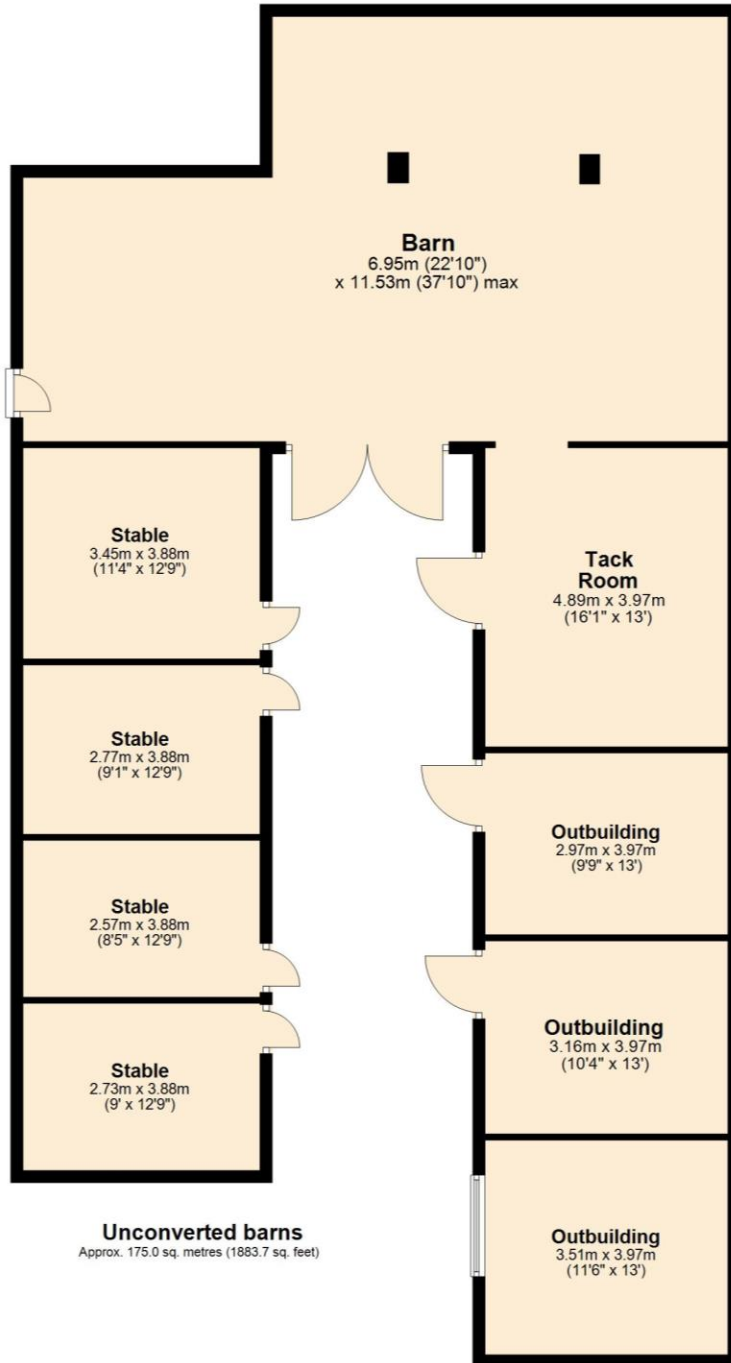 Barn
6.95m (22'10")
x 11.53m (37'10") max
Stable
3.45m x 3.88m
(11'4" x 12'9")
Tack
Room
4.89m x 3.97m
(16'1" x 13')
Stable
2.77m x 3.88m
(9'1" x 12'9")
Outbuilding
2.97m x 3.97m
(9'9" x 13')
Stable
2.57m x 3.88m
(8'5" x 12'9")
Outbuilding
3.16m x 3.97m
(10'4" x 13')
Stable
2.73m x 3.88m
(9' x 12'9")
Outbuilding
3.51m x 3.97m
(11'6" x 13')
Unconverted barns
Approx. 175.0 sq. metres (1883.7 sq. feet)